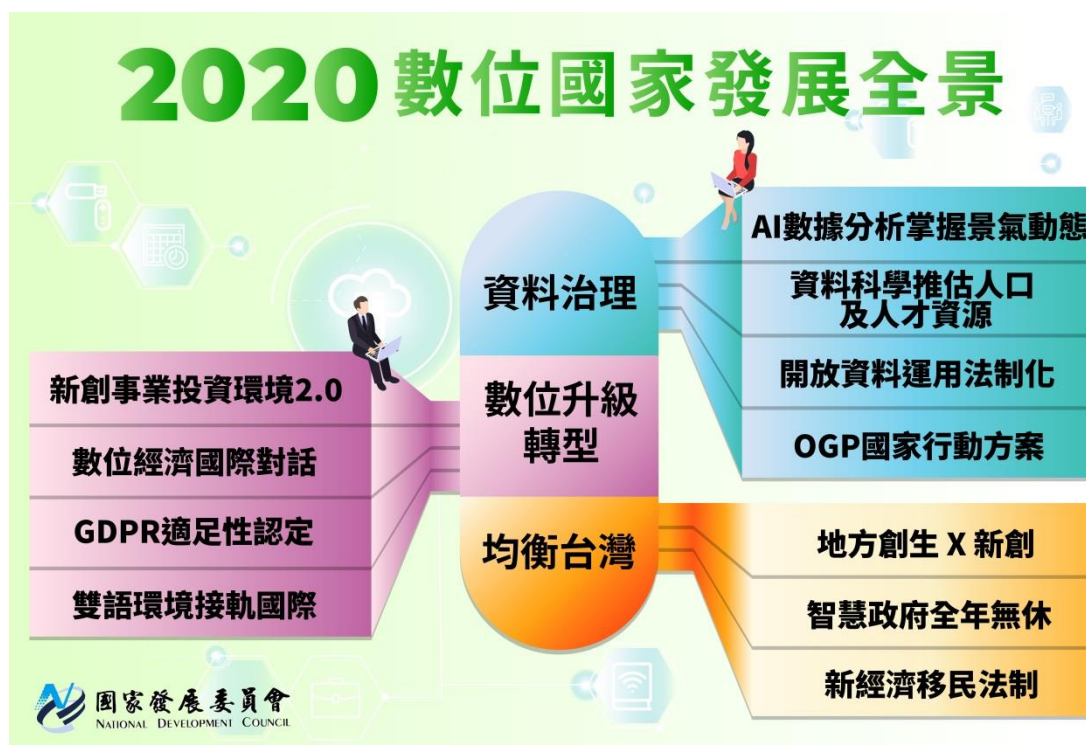 2020數位國家發展全景
資料治理
AI數據分析掌握景氣動態
資料科學推估人口
及人才資源
開放資料運用法制化
OGP國家行動方案
數位升級
轉型
新創事業投資環境2.0
數位經濟國際對話
GDPR適足性認定
雙語環境接軌國際
均衡台灣
地方創生 X 新創
智慧政府全年無休
新經濟移民法制
國家發展委員會
NATIONAL DEVELOPMENT COUNCIL